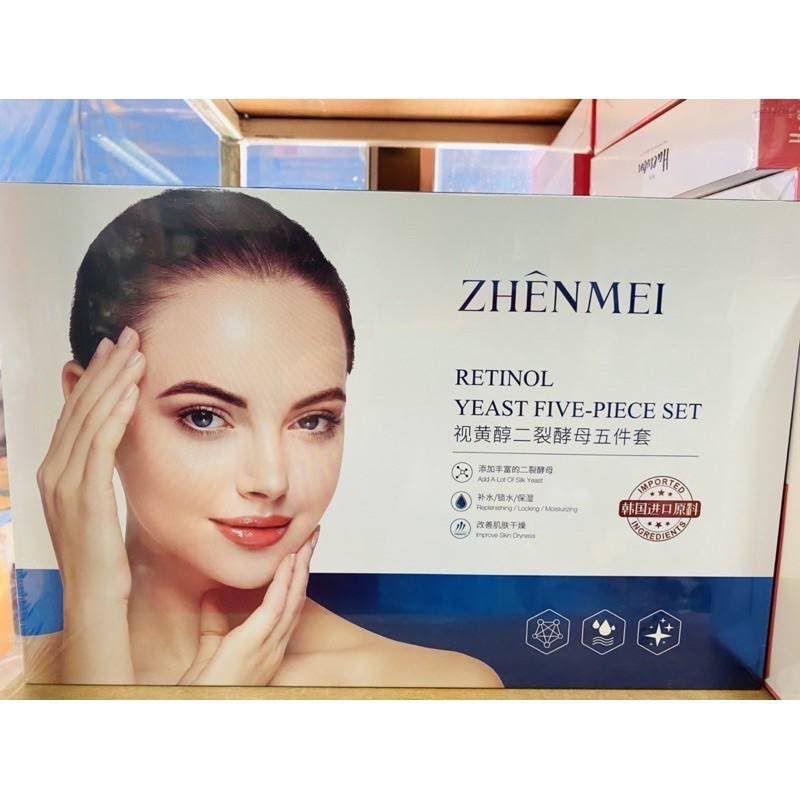 ZHÊNMEI
RETINOL
YEAST FIVE-PIECE SET
视黄醇二裂酵母五件套
添加丰富的二裂酵母
Add A Lot Of Silk Yeast
补水/锁水/保湿
Replenishing / Locking / Moisturizing
改善肌肤干燥
Improve Skin Dryness
IMPORTED
韩国进口原料
INGREDIENTS